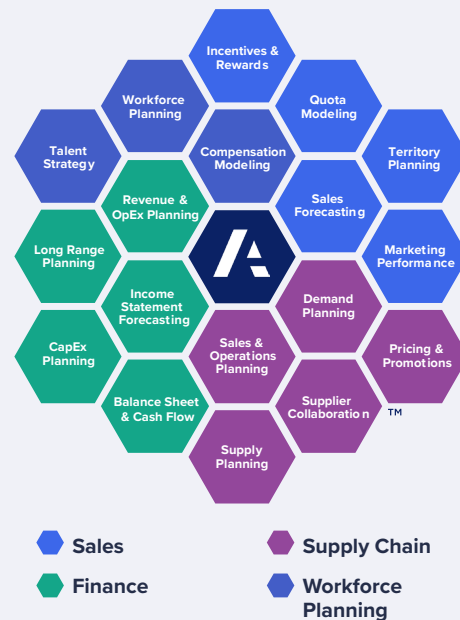 Incentives &
Rewards
Workforce
Planning
Quota
Modeling
Talent
Strategy
Compensation
Modeling
Territory
Planning
Revenue &
OpEx Planning
Sales
Forecasting
Long Range
Planning
Marketing
Performance
Income
Statement
Forecasting
Demand
Planning
CapEx
Planning
Sales &
Operations
Planning
Pricing &
Promotions
Balance Sheet
& Cash Flow
Supplier
Collaboration
TM
Supply
Planning
Sales
Supply Chain
Finance
Workforce
Planning